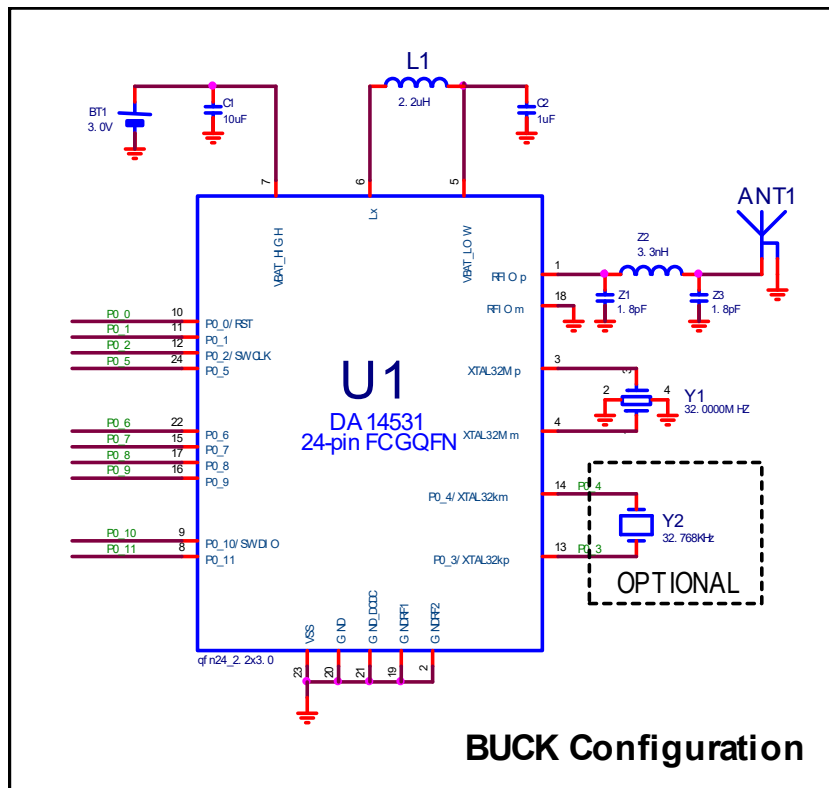 L1
2.2uH
BT1
3.0V
C1
10uF
C2
1uF
7
6
5
VBAT_HIGH
Lx
VBAT_LOW
ANT1
Z2
3.3nH
Z1
1.8pF
Z3
1.8pF
1
RFIOp
18
RFIOm
P0_0
10
P0_0/RST
P0_1
11
P0_1
P0_2
12
P0_2/SWCLK
P0_5
24
P0_5
U1
DA14531
24-pin FCGQFN
3
XTAL32Mp
3
2
4
Y1
32.0000MHZ
1
4
XTAL32Mm
P0_6
22
P0_6
P0_7
15
P0_7
P0_8
17
P0_8
P0_9
16
P0_9
14
P0_4
P0_4/XTAL32km
Y2
32.768KHz
13
P0_3
P0_3/XTAL32kp
OPTIONAL
P0_10
9
P0_10/SWDIO
P0_11
8
P0_11
VSS
GND
GND_DCDC
GNDRF1
GNDRF2
qfn24_2.2x3.0
23
20
21
19
2
BUCK Configuration